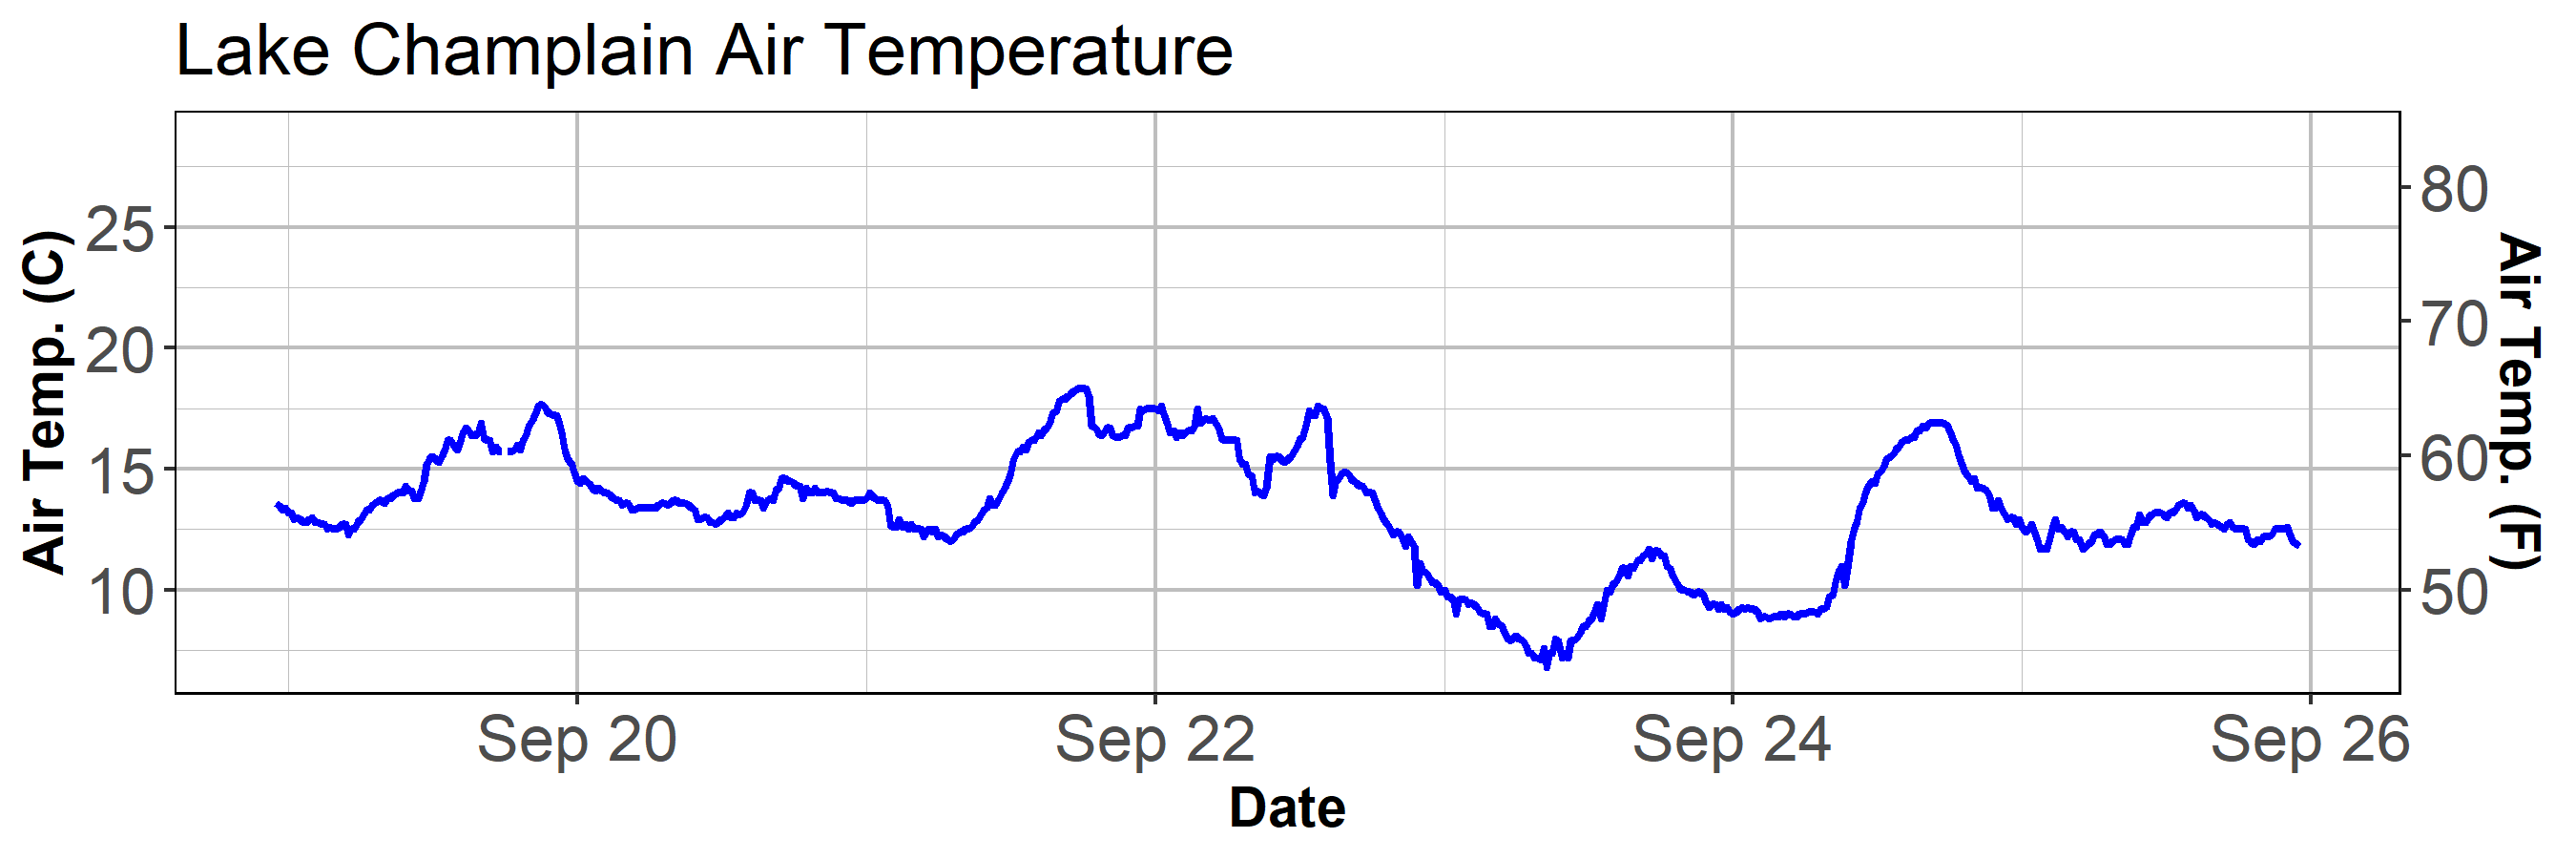 Lake Champlain Air Temperature
Air Temp. (C)
25
20
15
10
80
70
60
50
Air Temp. (F)
Sep 20
Sep 22
Sep 24
Sep 26
Date